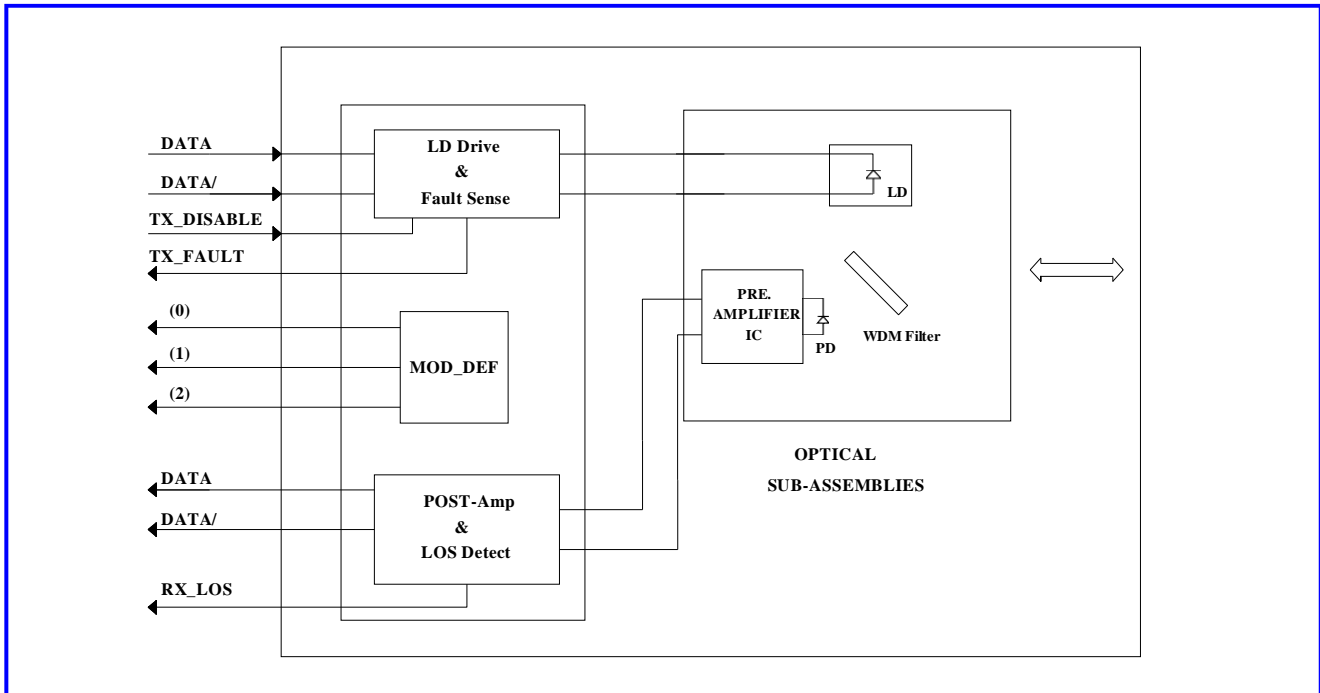 DATA
DATA/
TX_DISABLE
TX_FAULT
(0)
(1)
(2)
DATA
DATA/
RX_LOS
LD Drive
&
Fault Sense
MOD_DEF
POST-Amp
&
LOS Detect
LD
PRE.
AMPLIFIER
IC
PD
WDM Filter
OPTICAL
SUB-ASSEMBLIES